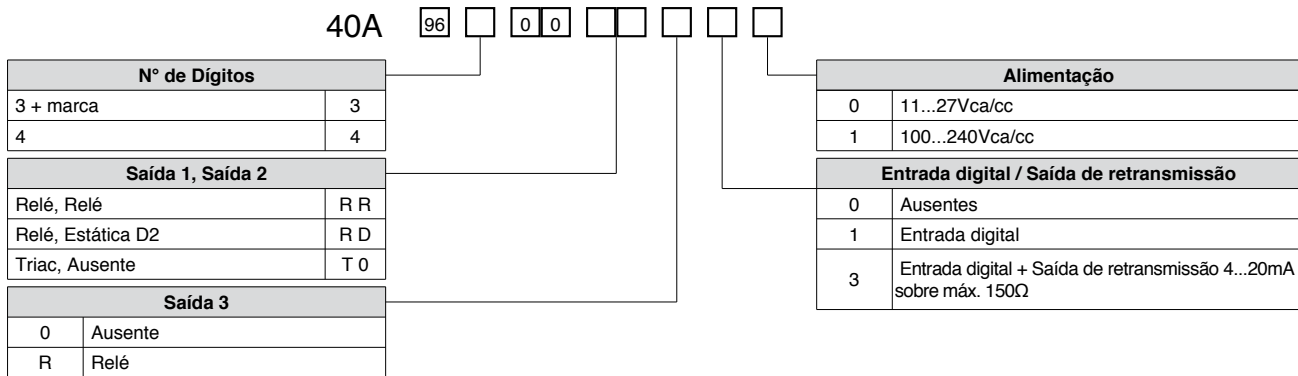 40A 96 0 0
N° de Dígitos
3 + marca 3
4 4
Saída 1, Saída 2
Relé, Relé R R
Relé, Estática D2 R D
Triac, Ausente T 0
Saída 3
0 Ausente
R Relé
Alimentação
0 11...27Vca/cc
1 100...240Vca/cc
Entrada digital / Saída de retransmissão
0 Ausentes
1 Entrada digital
3 Entrada digital + Saída de retransmissão 4...20mA
sobre máx. 150Ω